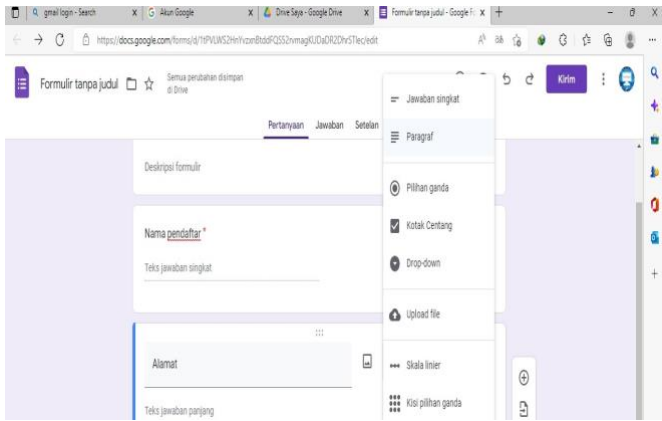 gmail login - Search
Akun Google
Drive Saya - Google Drive
Formulir tanpa judul - Google Fo
https://docs.google.com/forms/d/
/edit
Formulir tanpa judul
Semua perubahan disimpan
di Drive
Kirim
Pertanyaan Jawaban Setelan
Deskripsi formulir
Nama pendaftar *
Teks jawaban singkat
Alamat
Teks jawaban panjang
Jawaban singkat
Paragraf
Pilihan ganda
Kotak Centang
Drop-down
Upload file
Skala linier
Kisi pilihan ganda